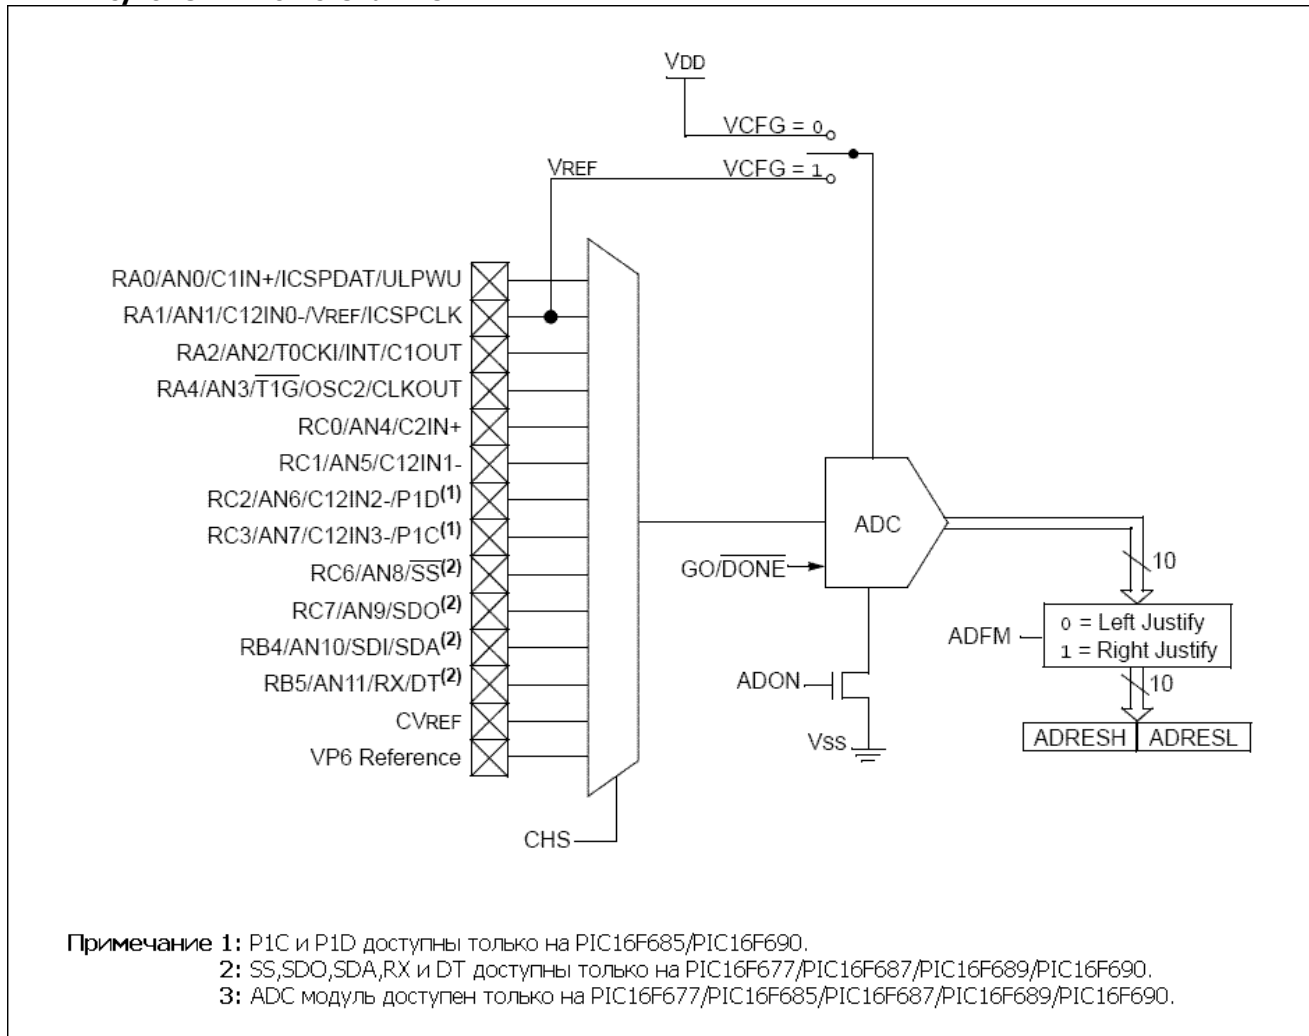 VDD
VCFG = 0
VREF
VCFG = 1
RA0/AN0/C1IN+/ICSPDAT/ULPWU
RA1/AN1/C12IN0-/VREF/ICSPCLK
RA2/AN2/T0CKI/INT/C1OUT
RA4/AN3/T1G/OSC2/CLKOUT
RC0/AN4/C2IN+
RC1/AN5/C12IN1-
RC2/AN6/C12IN2-/P1D(1)
RC3/AN7/C12IN3-/P1C(1)
RC6/AN8/SS(2)
RC7/AN9/SDO(2)
RB4/AN10/SDI/SDA(2)
RB5/AN11/RX/DT(2)
CVREF
VP6 Reference
CHS
ADC
GO/DONE
ADON
VSS
10
ADFM
0 = Left Justify
1 = Right Justify
10
ADRESH ADRESL
Примечание 1: P1C и P1D доступны только на PIC16F685/PIC16F690.
2: SS,SDO,SDA,RX и DT доступны только на PIC16F677/PIC16F687/PIC16F689/PIC16F690.
3: ADC модуль доступен только на PIC16F677/PIC16F685/PIC16F687/PIC16F689/PIC16F690.